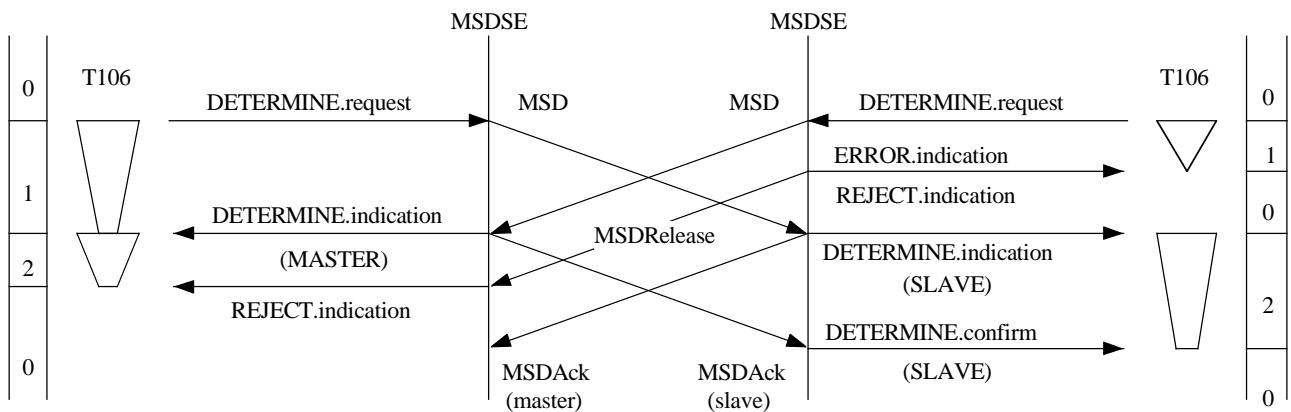 MSDSE MSDSE
T106 T106
0 0
DETERMINE.request MSD MSD DETERMINE.request
ERROR.indication
1 1
REJECT.indication
DETERMINE.indication 0
MSDRelease
(MASTER) DETERMINE.indication
2 (SLAVE)
REJECT.indication 2
DETERMINE.confirm
0 MSDAck MSDAck (SLAVE)
(master) (slave) 0